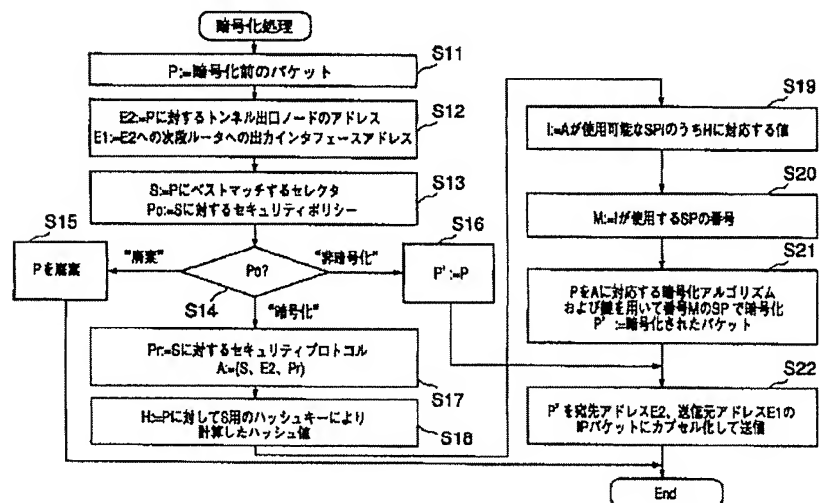 暗号化処理
S11
P:=暗号化前のパケット
S12
E2:=Pに対するトンネル出口ノードのアドレス
E1:=E2への次段ルータへの出力インタフェースアドレス
S13
S:=Pにベストマッチするセレクタ
Po:=Sに対するセキュリティポリシー
S15
Pを廃棄
"廃棄"
Po?
S14
"非暗号化"
"暗号化"
S16
P':=P
Pr:=Sに対するセキュリティプロトコル
A:={S、E2、Pr}
S17
H:=Pに対してS用のハッシュキーにより
計算したハッシュ値
S18
S19
I:=Aが使用可能なSPIのうちHに対応する値
S20
M:=Iが使用するSPの番号
S21
PをAに対応する暗号化アルゴリズム
および鍵を用いて番号MのSPで暗号化
P':=暗号化されたパケット
S22
P'を宛先アドレスE2、送信元アドレスE1の
IPパケットにカプセル化して送信
End